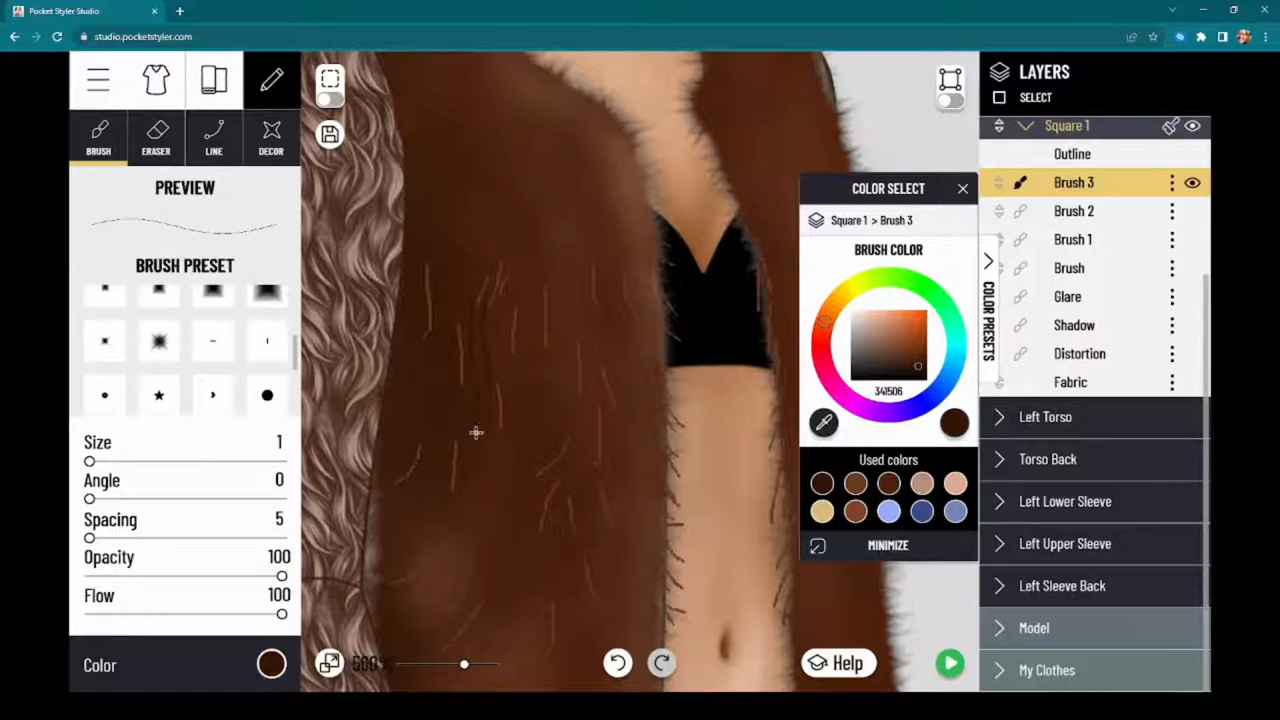 Pocket Styler Studio
studio.pocketstyler.com
BRUSH
ERASER
LINE
DECOR
PREVIEW
BRUSH PRESET
Size 1
Angle 0
Spacing 5
Opacity 100
Flow 100
Color
500%
Help
COLOR SELECT
Square 1 > Brush 3
BRUSH COLOR
341506
COLOR PRESETS
Used colors
MINIMIZE
LAYERS
SELECT
Square 1
Outline
Brush 3
Brush 2
Brush 1
Brush
Glare
Shadow
Distortion
Fabric
Left Torso
Torso Back
Left Lower Sleeve
Left Upper Sleeve
Left Sleeve Back
Model
My Clothes